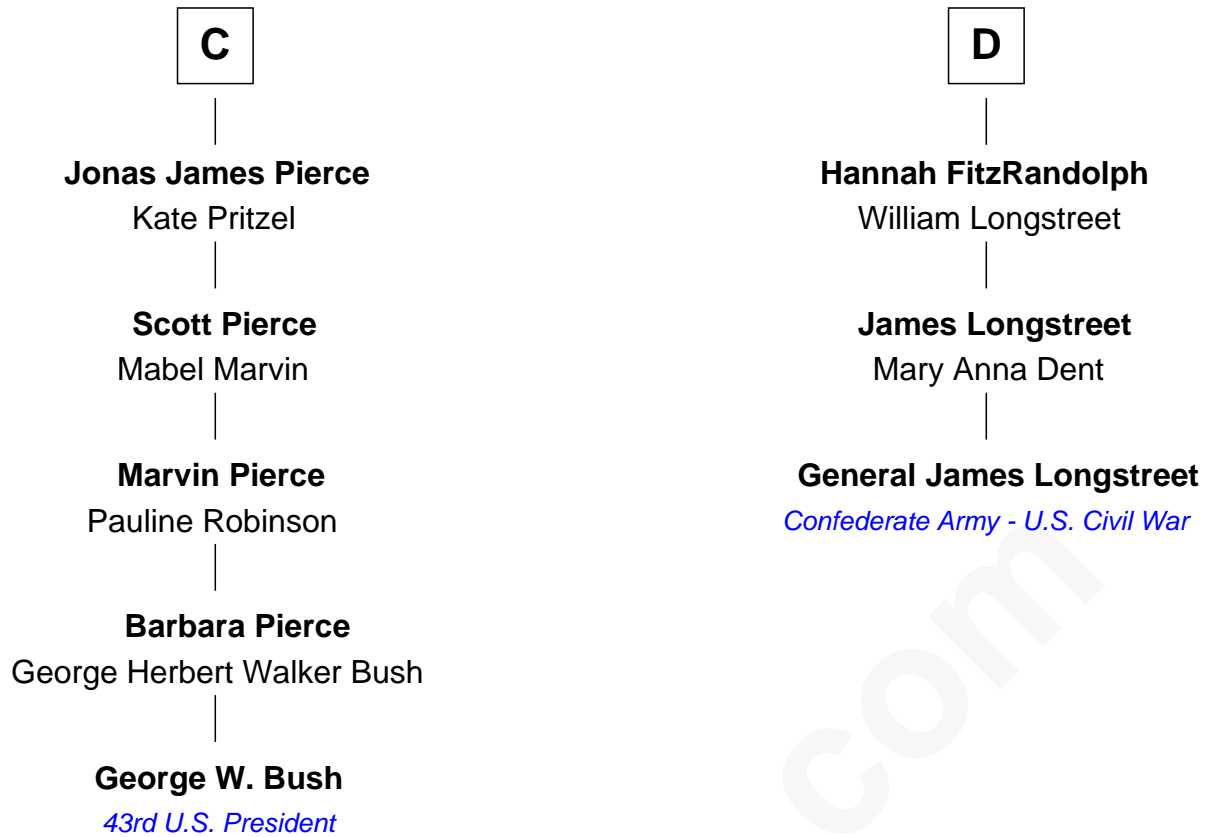 C
Jonas James Pierce
Kate Pritzel
Scott Pierce
Mabel Marvin
Marvin Pierce
Pauline Robinson
Barbara Pierce
George Herbert Walker Bush
George W. Bush
43rd U.S. President
D
Hannah FitzRandolph
William Longstreet
James Longstreet
Mary Anna Dent
General James Longstreet
Confederate Army - U.S. Civil War
com